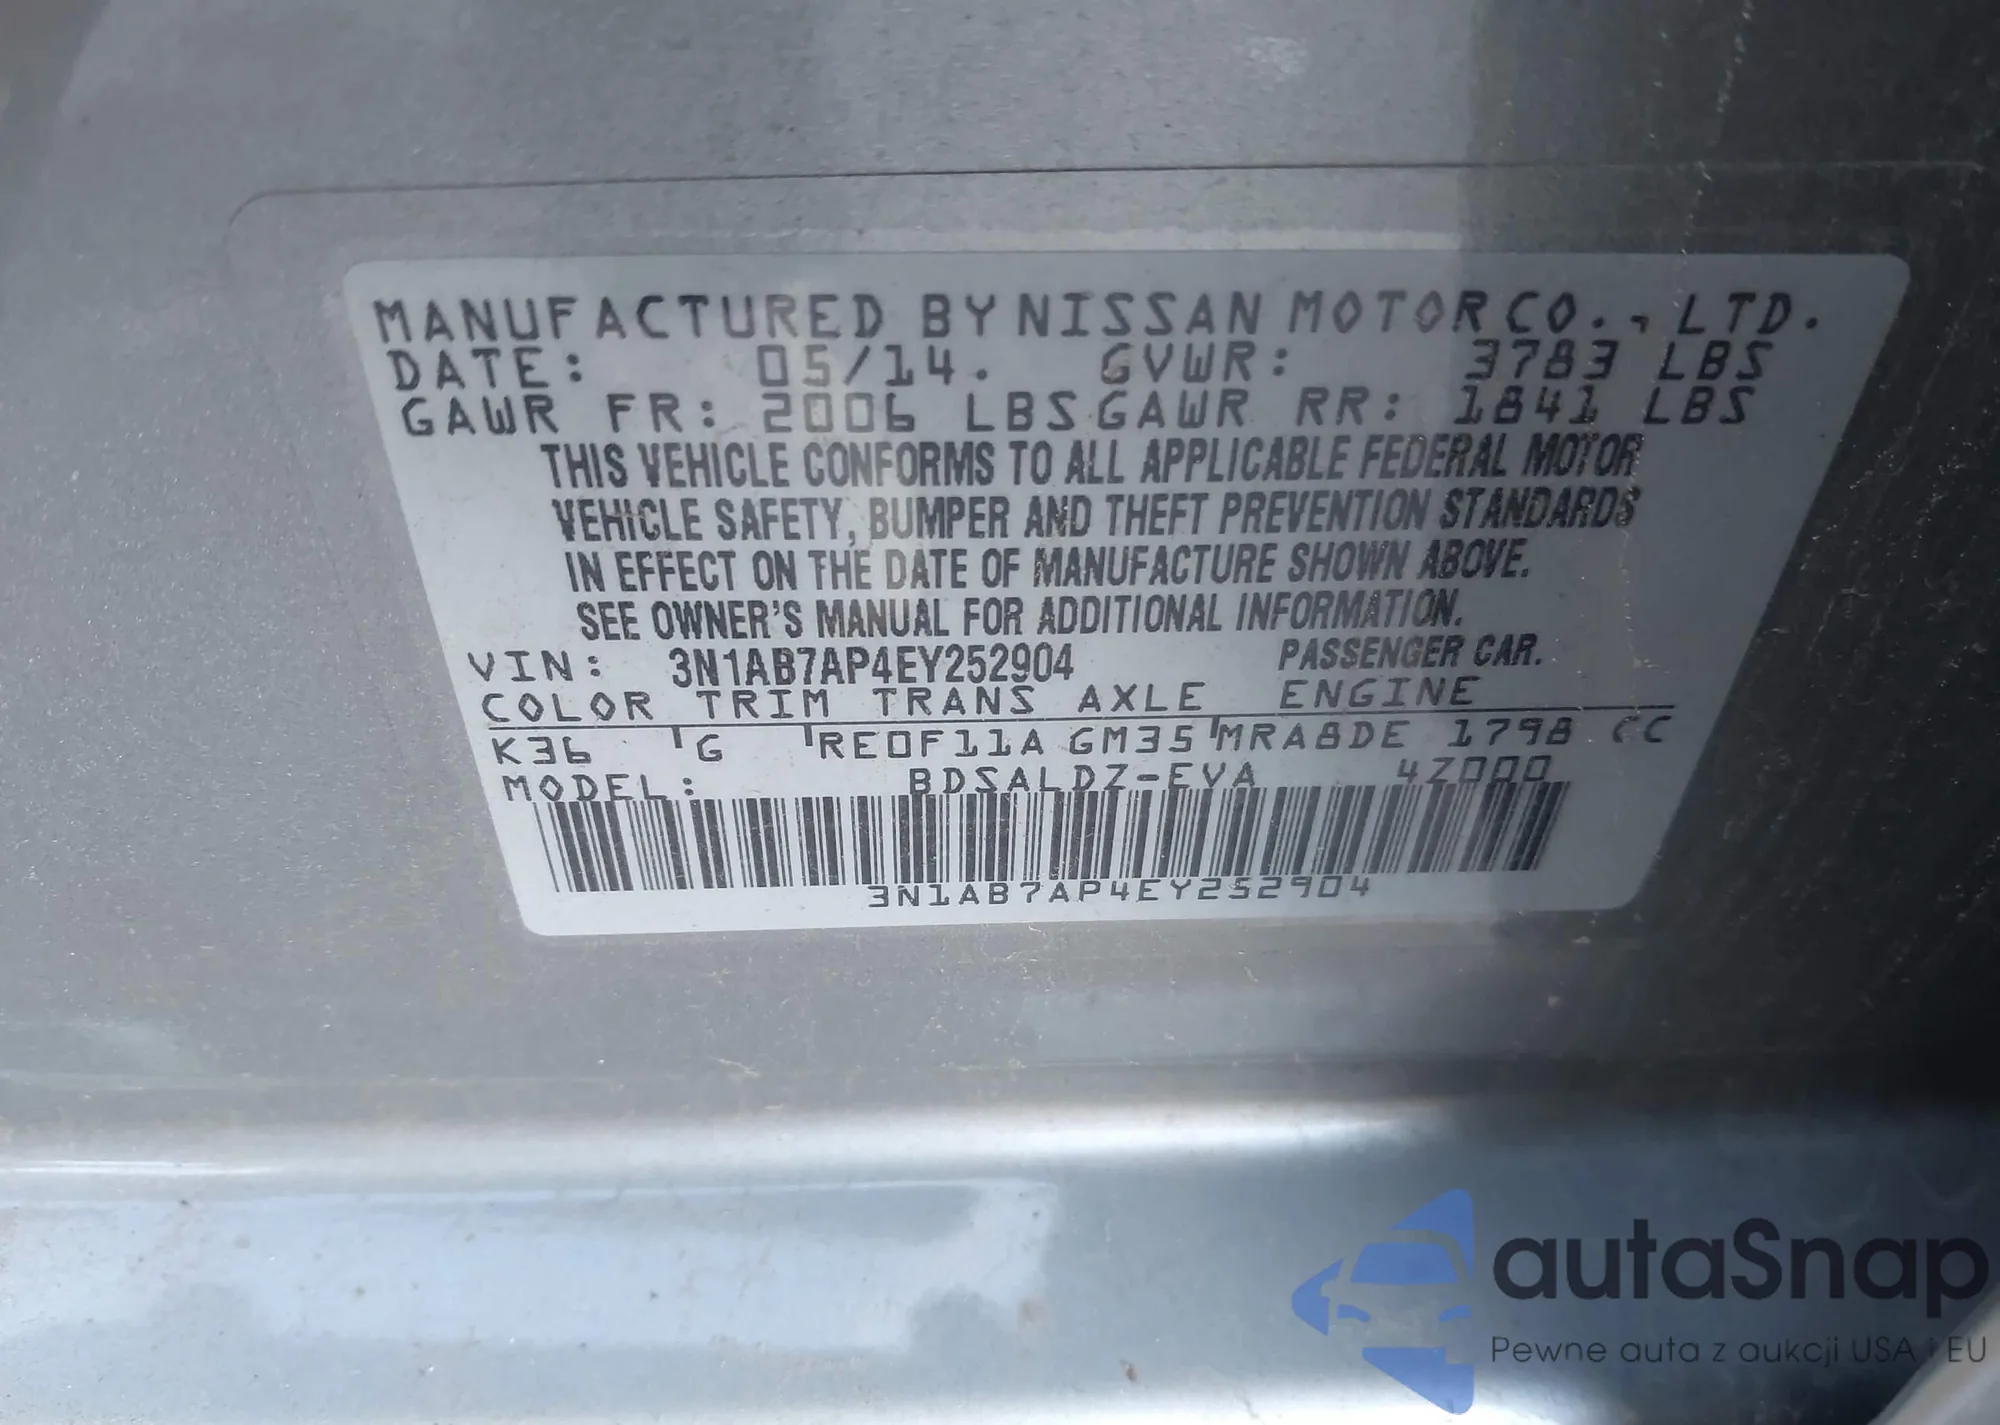 MANUFACTURED BY NISSAN MOTOR CO., LTD.
DATE: 05/14. GVWR: 3783 LBS
GAWR FR: 2006 LBS GAWR RR: 1841 LBS
THIS VEHICLE CONFORMS TO ALL APPLICABLE FEDERAL MOTOR
VEHICLE SAFETY, BUMPER AND THEFT PREVENTION STANDARDS
IN EFFECT ON THE DATE OF MANUFACTURE SHOWN ABOVE.
SEE OWNER'S MANUAL FOR ADDITIONAL INFORMATION.
VIN: 3N1AB7AP4EY252904 PASSENGER CAR.
COLOR TRIM TRANS AXLE ENGINE
K36 G RE0F11A GM35 MRA8DE 1798 CC
MODEL: BDSALDZ-EVA 4Z000
3N1AB7AP4EY252904
autaSnap
Pewne auta z aukcji USA i EU